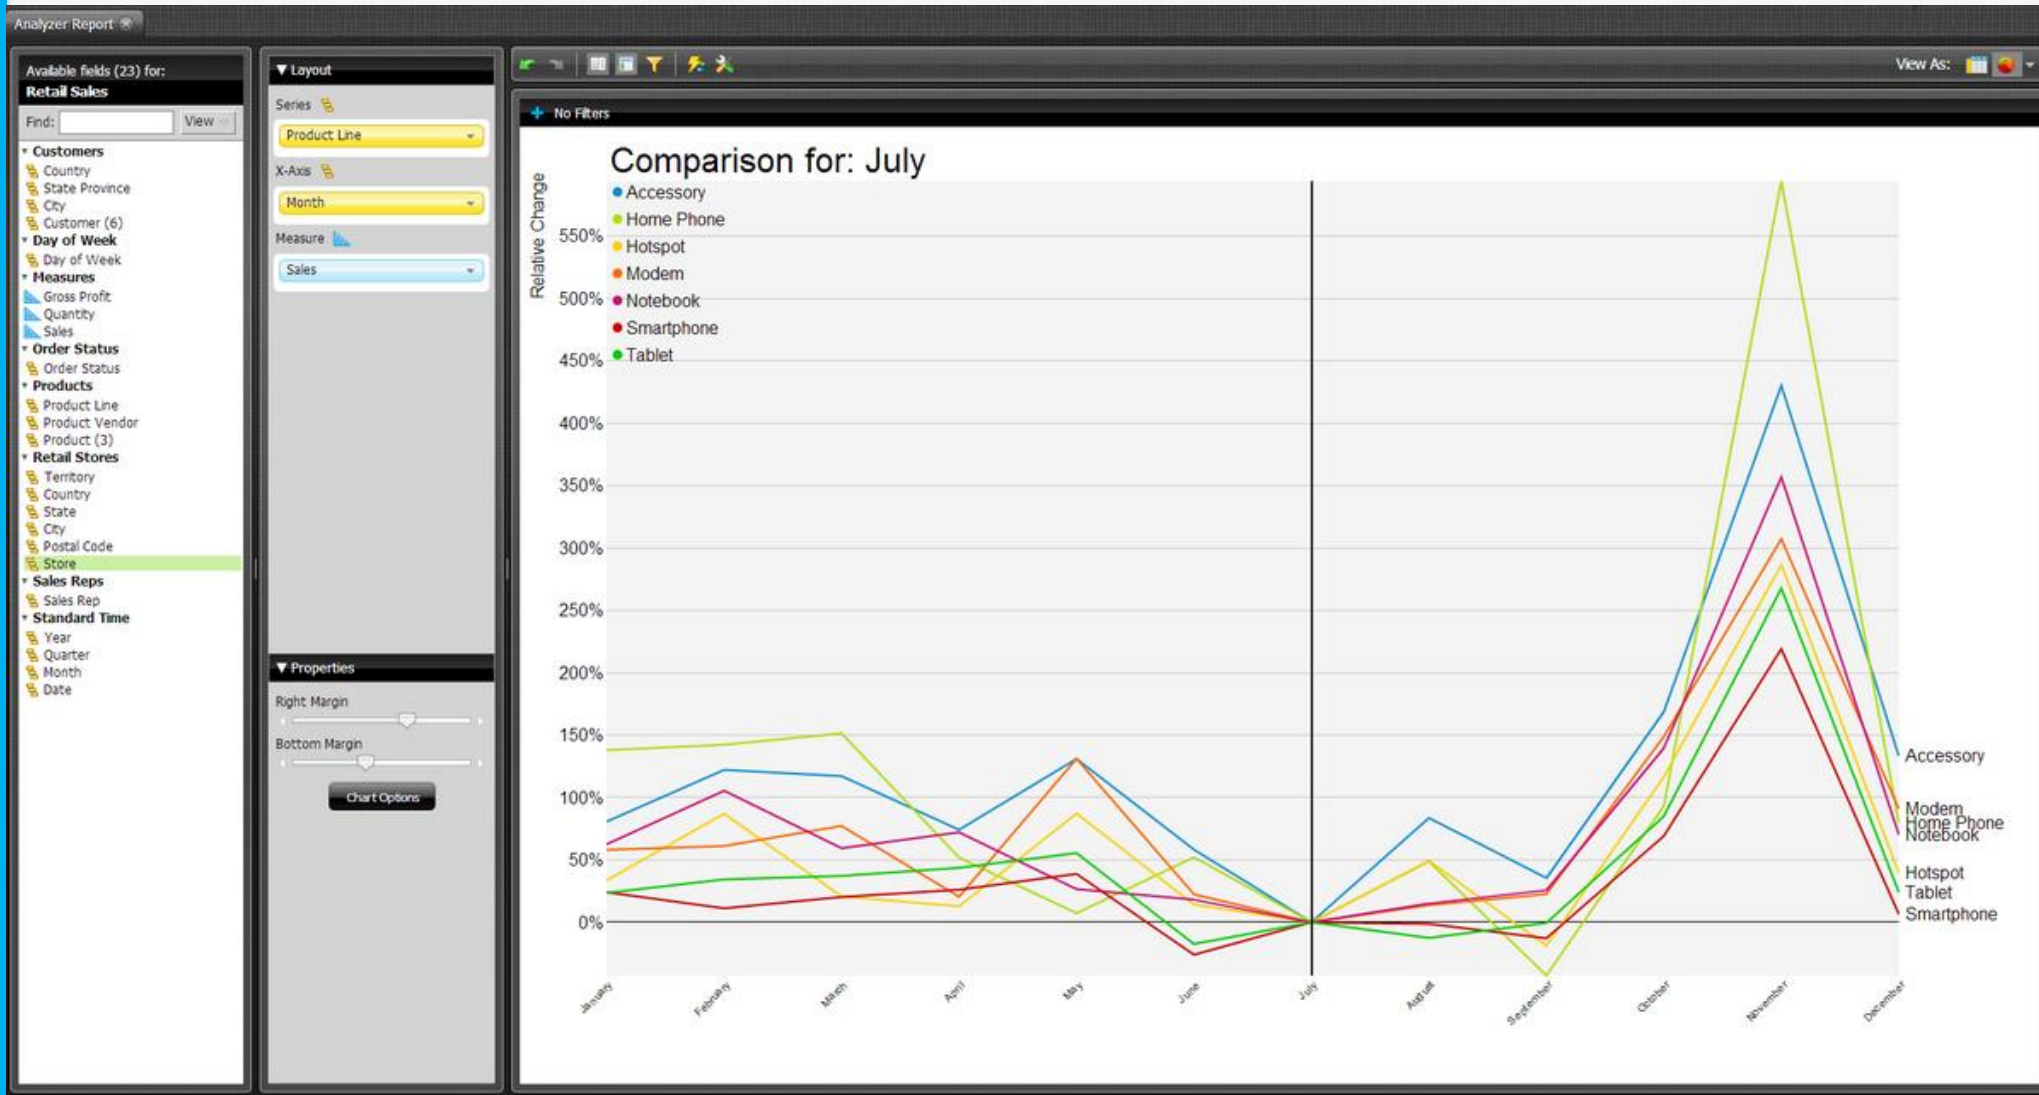 Analyzer Report
Available fields (23) for:
Retail Sales
Find:
View
Customers
Country
State Province
City
Customer (6)
Day of Week
Day of Week
Measures
Gross Profit
Quantity
Sales
Order Status
Order Status
Products
Product Line
Product Vendor
Product (3)
Retail Stores
Territory
Country
State
City
Postal Code
Store
Sales Reps
Sales Rep
Standard Time
Year
Quarter
Month
Date
Layout
Series
Product Line
X-Axis
Month
Measure
Sales
Properties
Right Margin
Bottom Margin
Chart Options
View As:
No Filters
Comparison for: July
Relative Change
Accessory
Home Phone
Hotspot
Modem
Notebook
Smartphone
Tablet
550%
500%
450%
400%
350%
300%
250%
200%
150%
100%
50%
0%
January
February
March
April
May
June
July
August
September
October
November
December
Accessory
Modem
Home Phone
Notebook
Hotspot
Tablet
Smartphone